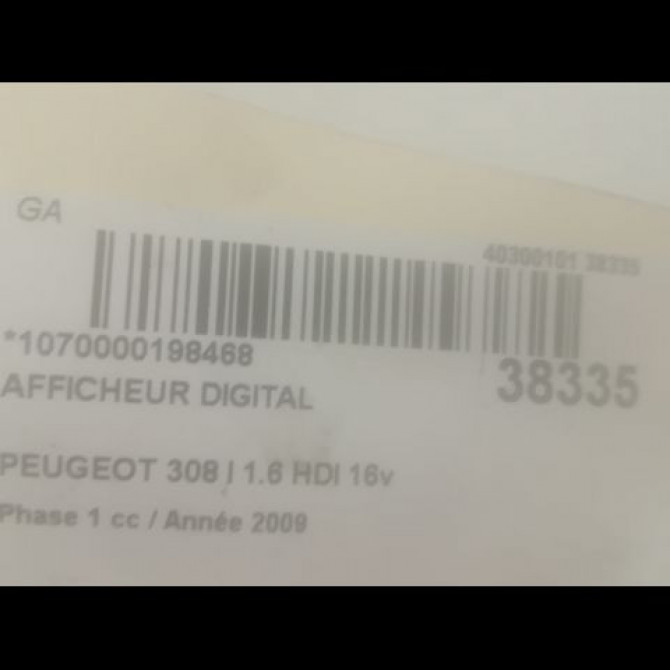 GA
40300101 38335
*1070000198468
38335
AFFICHEUR DIGITAL
PEUGEOT 308 I 1.6 HDI 16v
Phase 1 cc / Année 2009